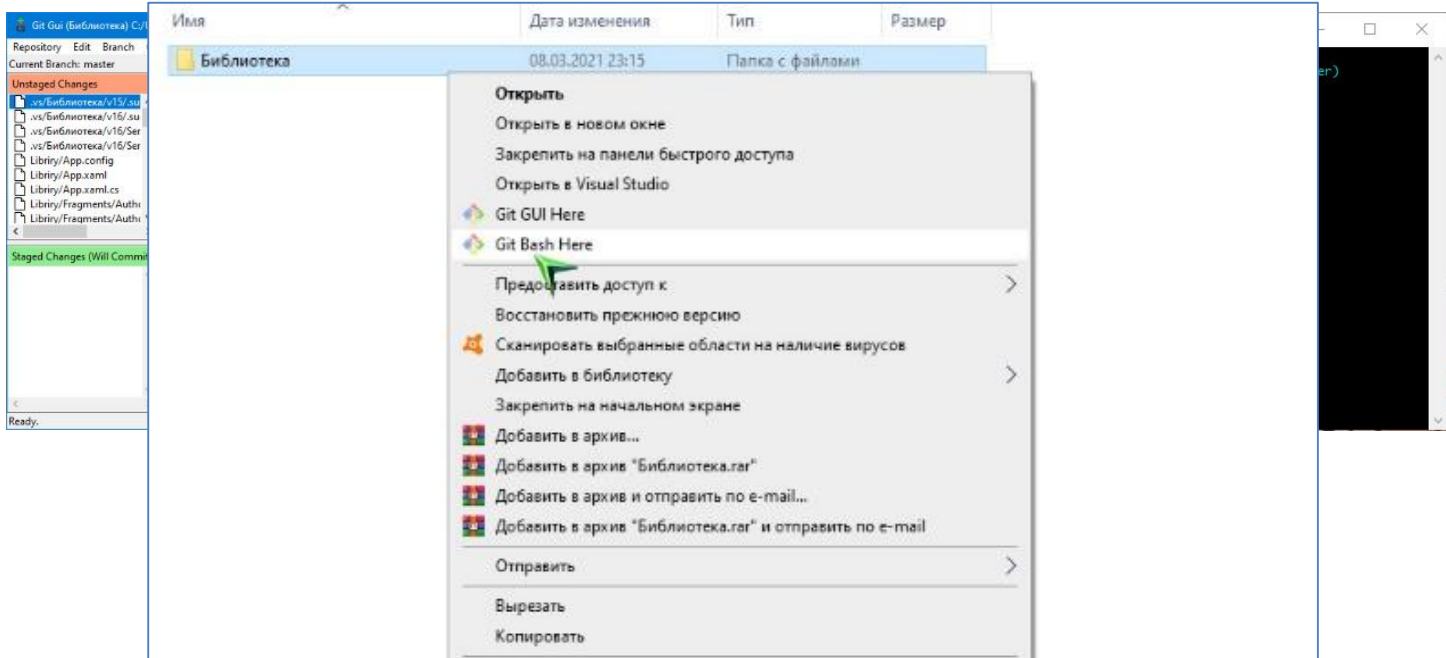 Git Gui (Библиотека) C:/
Repository Edit Branch
Current Branch: master
Unstaged Changes
.vs/Библиотека/v15/.su
.vs/Библиотека/v16/.su
.vs/Библиотека/v16/Ser
.vs/Библиотека/v16/Ser
Libriry/App.config
Libriry/App.xaml
Libriry/App.xaml.cs
Libriry/Fragments/Autho
Libriry/Fragments/Autho
Staged Changes (Will Commi
Ready.
Имя Дата изменения Тип Размер
Библиотека 08.03.2021 23:15 Папка с файлами
Открыть
Открыть в новом окне
Закрепить на панели быстрого доступа
Открыть в Visual Studio
Git GUI Here
Git Bash Here
Предоставить доступ к
Восстановить прежнюю версию
Сканировать выбранные области на наличие вирусов
Добавить в библиотеку
Закрепить на начальном экране
Добавить в архив...
Добавить в архив "Библиотека.rar"
Добавить в архив и отправить по e-mail...
Добавить в архив "Библиотека.rar" и отправить по e-mail
Отправить
Вырезать
Копировать
er)